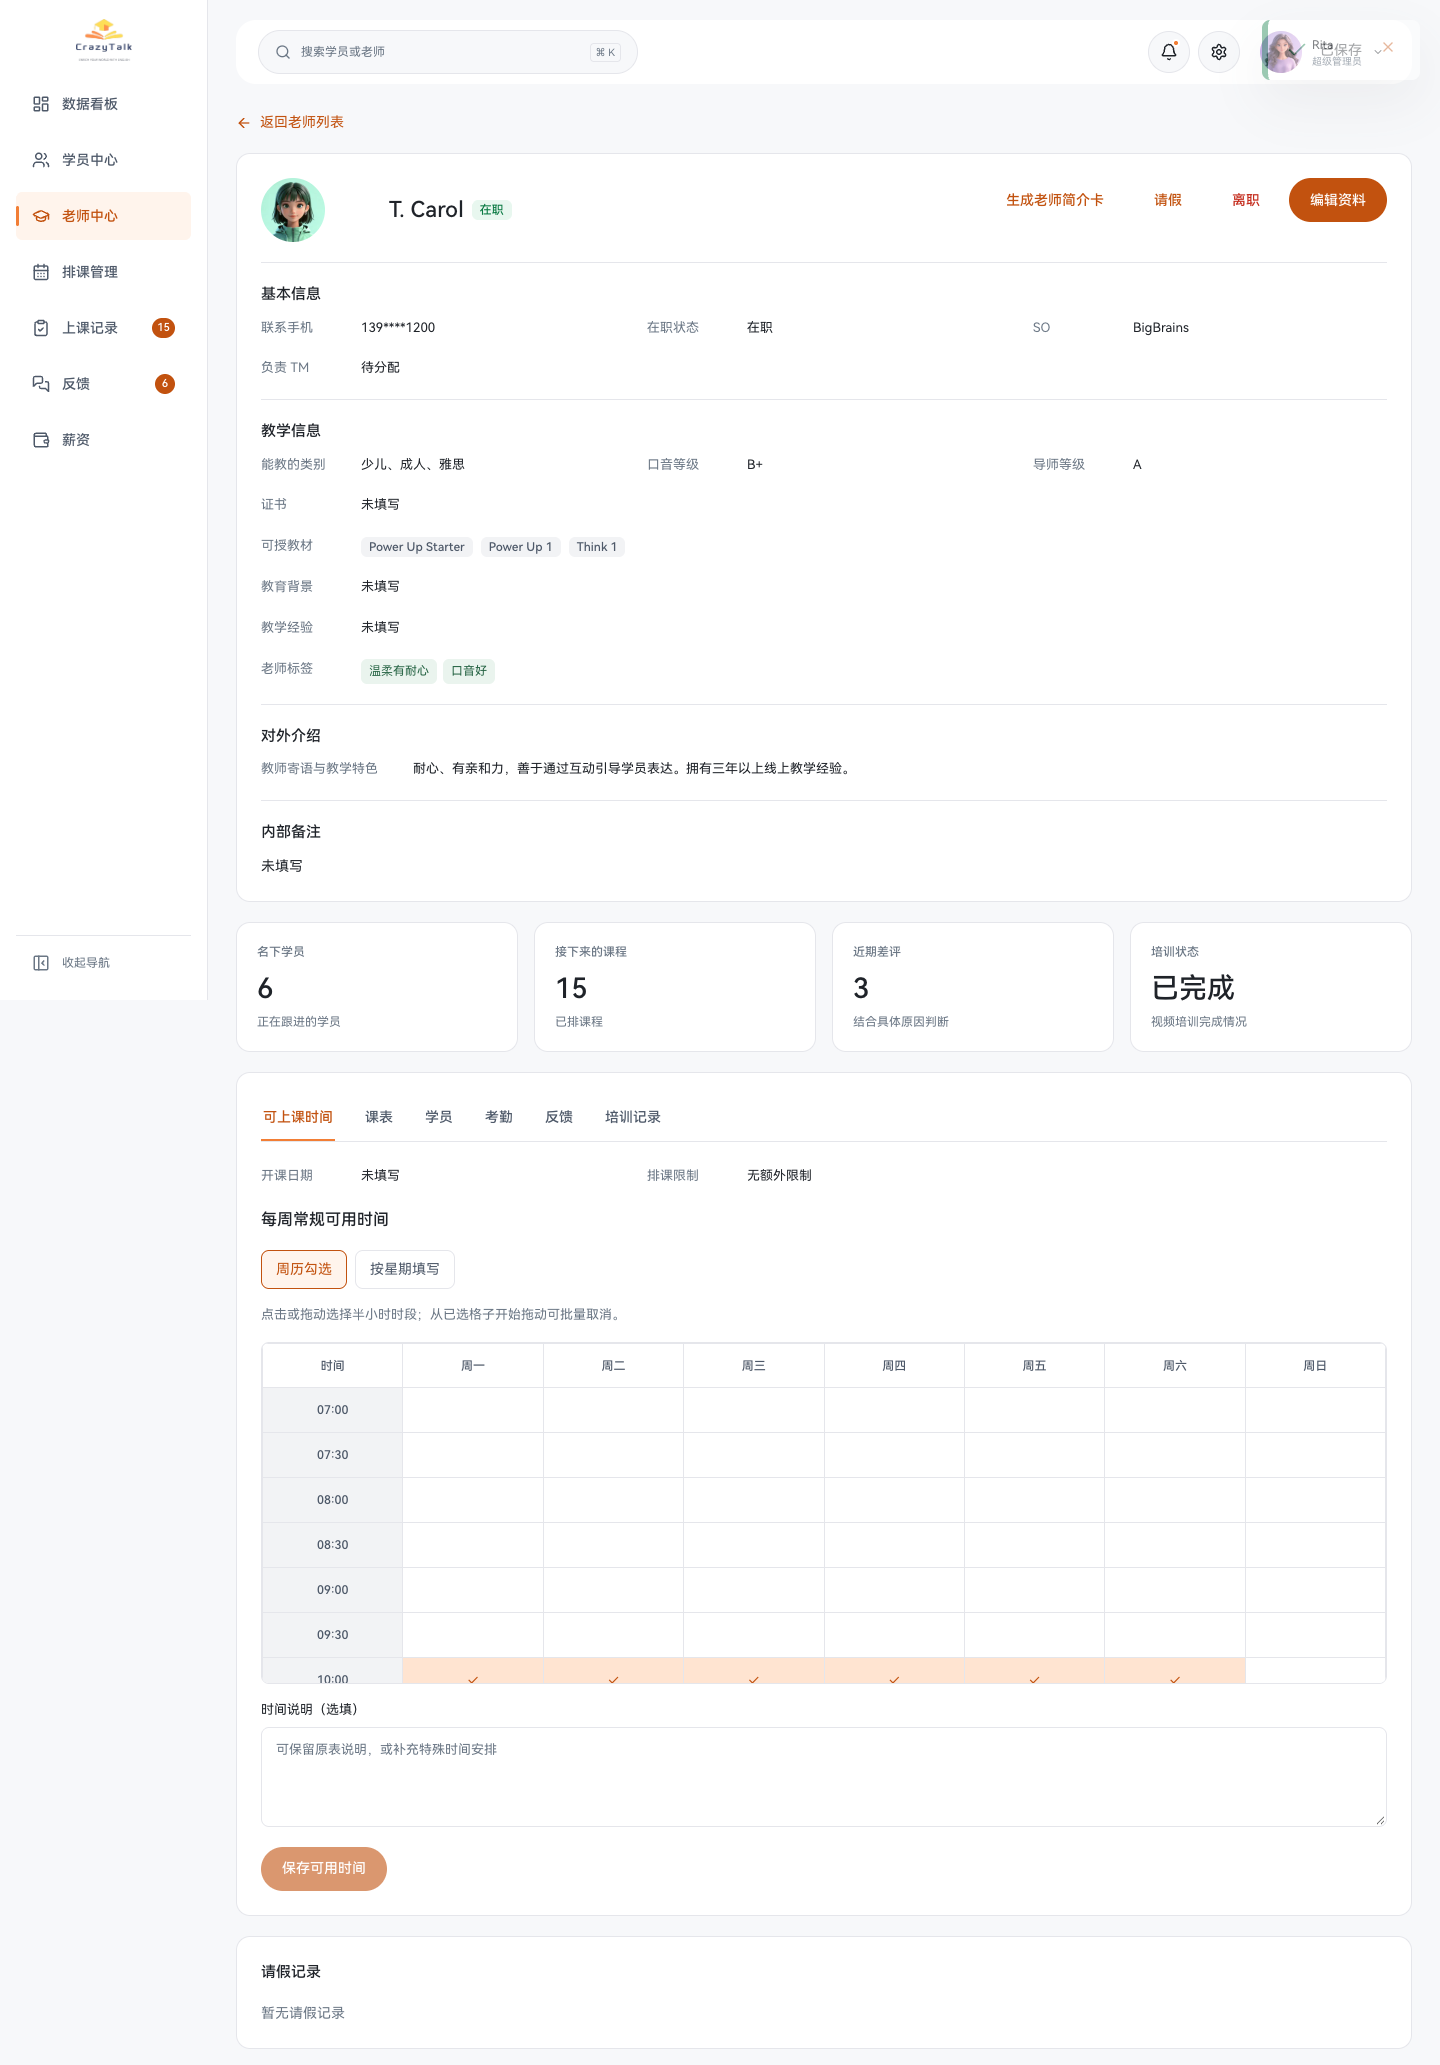 CrazyTalk
搜索学员或老师
⌘ K
Rita
已保存
超级管理员
数据看板
学员中心
老师中心
排课管理
上课记录
15
反馈
6
薪资
收起导航
返回老师列表
T. Carol
在职
生成老师简介卡
请假
离职
编辑资料
基本信息
联系手机 139****1200 在职状态 在职 SO BigBrains
负责 TM 待分配
教学信息
能教的类别 少儿、成人、雅思 口音等级 B+ 导师等级 A
证书 未填写
可授教材 Power Up Starter Power Up 1 Think 1
教育背景 未填写
教学经验 未填写
老师标签 温柔有耐心 口音好
对外介绍
教师寄语与教学特色 耐心、有亲和力，善于通过互动引导学员表达。拥有三年以上线上教学经验。
内部备注
未填写
名下学员
6
正在跟进的学员
接下来的课程
15
已排课程
近期差评
3
结合具体原因判断
培训状态
已完成
视频培训完成情况
可上课时间 课表 学员 考勤 反馈 培训记录
开课日期 未填写 排课限制 无额外限制
每周常规可用时间
周历勾选 按星期填写
点击或拖动选择半小时时段；从已选格子开始拖动可批量取消。
时间 周一 周二 周三 周四 周五 周六 周日
07:00
07:30
08:00
08:30
09:00
09:30
10:00
时间说明（选填）
可保留原表说明，或补充特殊时间安排
保存可用时间
请假记录
暂无请假记录